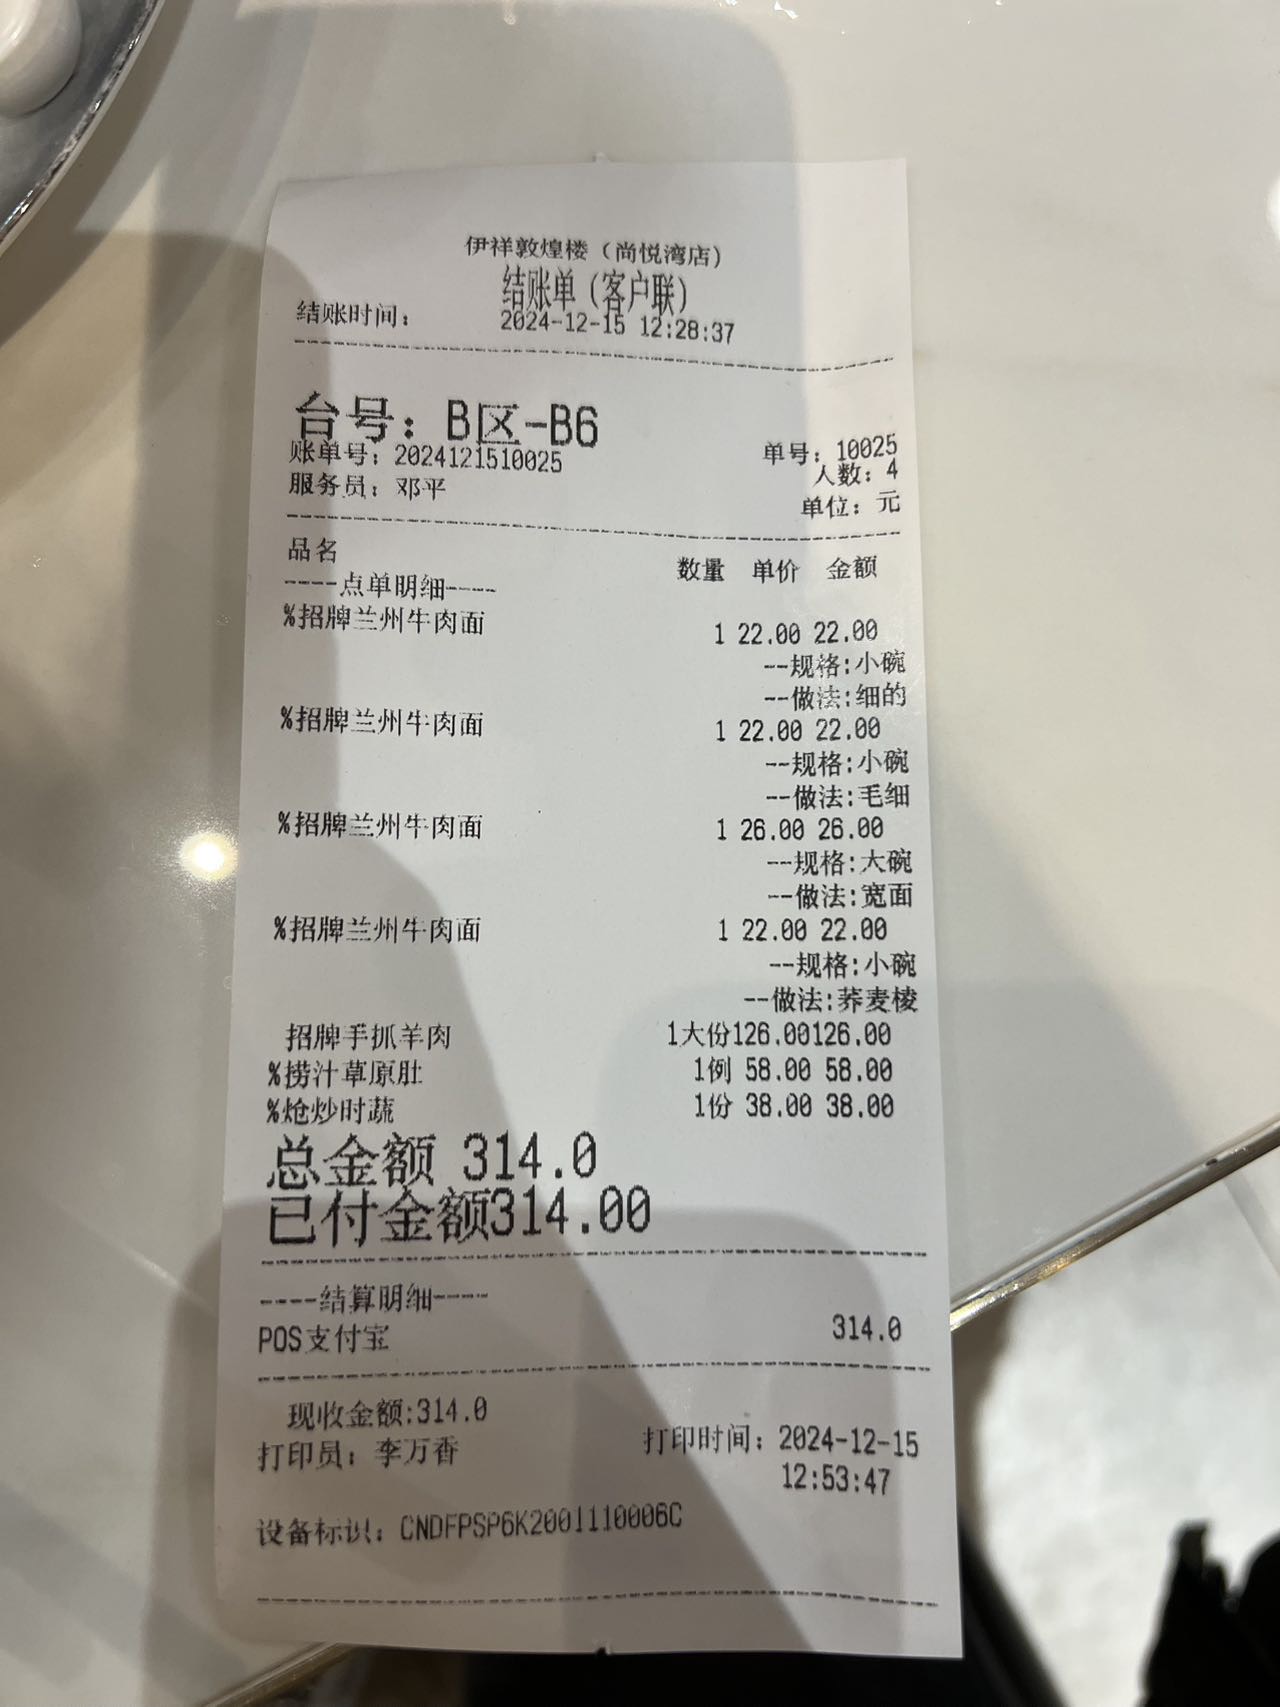 伊祥敦煌楼（尚悦湾店）
结账单（客户联）
结账时间： 2024-12-15 12:28:37
台号：B区-B6
账单号：2024121510025 单号：10025
人数：4
服务员：邓平 单位：元
品名 数量 单价 金额
----点单明细----
%招牌兰州牛肉面 1 22.00 22.00
--规格:小碗
--做法:细的
%招牌兰州牛肉面 1 22.00 22.00
--规格:小碗
--做法:毛细
%招牌兰州牛肉面 1 26.00 26.00
--规格:大碗
--做法:宽面
%招牌兰州牛肉面 1 22.00 22.00
--规格:小碗
--做法:荞麦棱
招牌手抓羊肉 1大份126.00126.00
%捞汁草原肚 1例 58.00 58.00
%炝炒时蔬 1份 38.00 38.00
总金额 314.0
已付金额314.00
----结算明细----
POS支付宝 314.0
现收金额:314.0
打印员：李万香 打印时间：2024-12-15
12:53:47
设备标识：CNDFPSP6K2001110006C